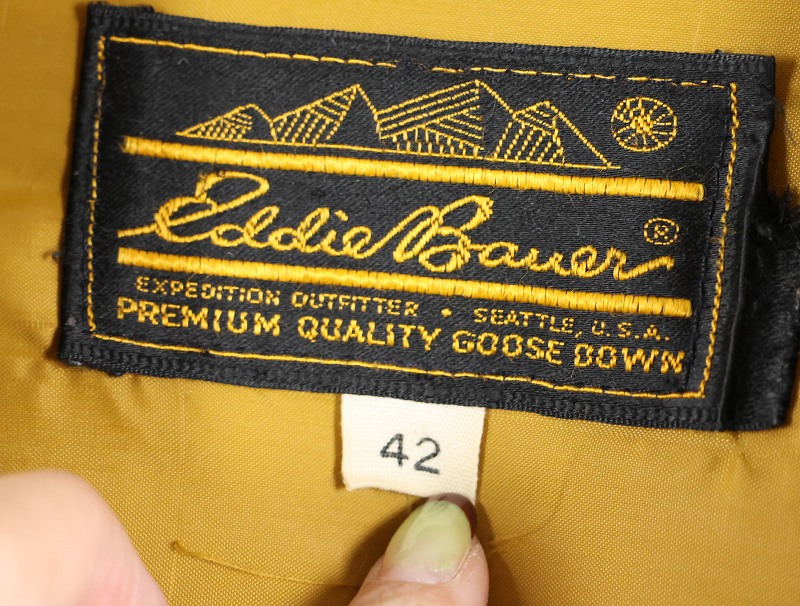 Eddie Bauer ®
EXPEDITION OUTFITTER • SEATTLE, U.S.A.
PREMIUM QUALITY GOOSE DOWN
42